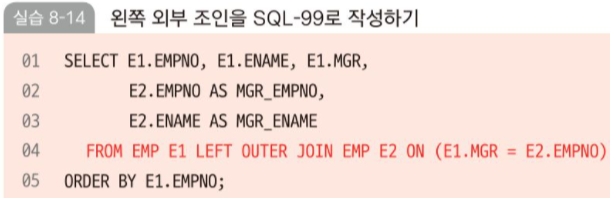 실습 8-14 왼쪽 외부 조인을 SQL-99로 작성하기
01 SELECT E1.EMPNO, E1.ENAME, E1.MGR,
02 E2.EMPNO AS MGR_EMPNO,
03 E2.ENAME AS MGR_ENAME
04 FROM EMP E1 LEFT OUTER JOIN EMP E2 ON (E1.MGR = E2.EMPNO)
05 ORDER BY E1.EMPNO;